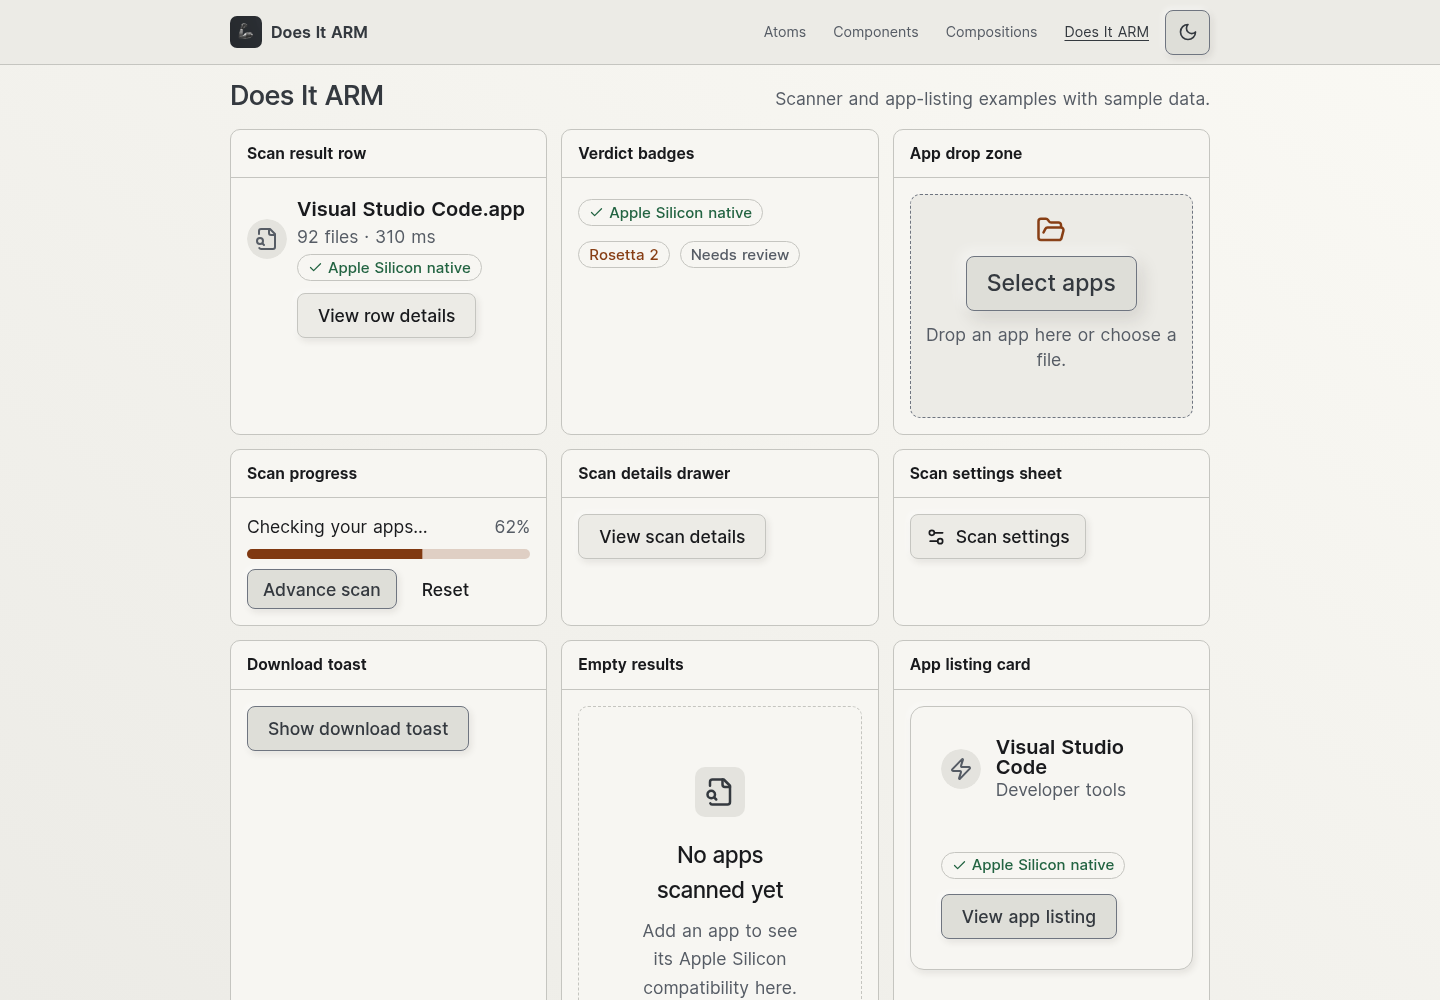 Does It ARM
Atoms
Components
Compositions
Does It ARM
Does It ARM
Scanner and app-listing examples with sample data.
Scan result row
Visual Studio Code.app
92 files · 310 ms
Apple Silicon native
View row details
Verdict badges
Apple Silicon native
Rosetta 2
Needs review
App drop zone
Select apps
Drop an app here or choose a
file.
Scan progress
Checking your apps... 62%
Advance scan
Reset
Scan details drawer
View scan details
Scan settings sheet
Scan settings
Download toast
Show download toast
Empty results
No apps
scanned yet
Add an app to see
its Apple Silicon
compatibility here.
App listing card
Visual Studio
Code
Developer tools
Apple Silicon native
View app listing